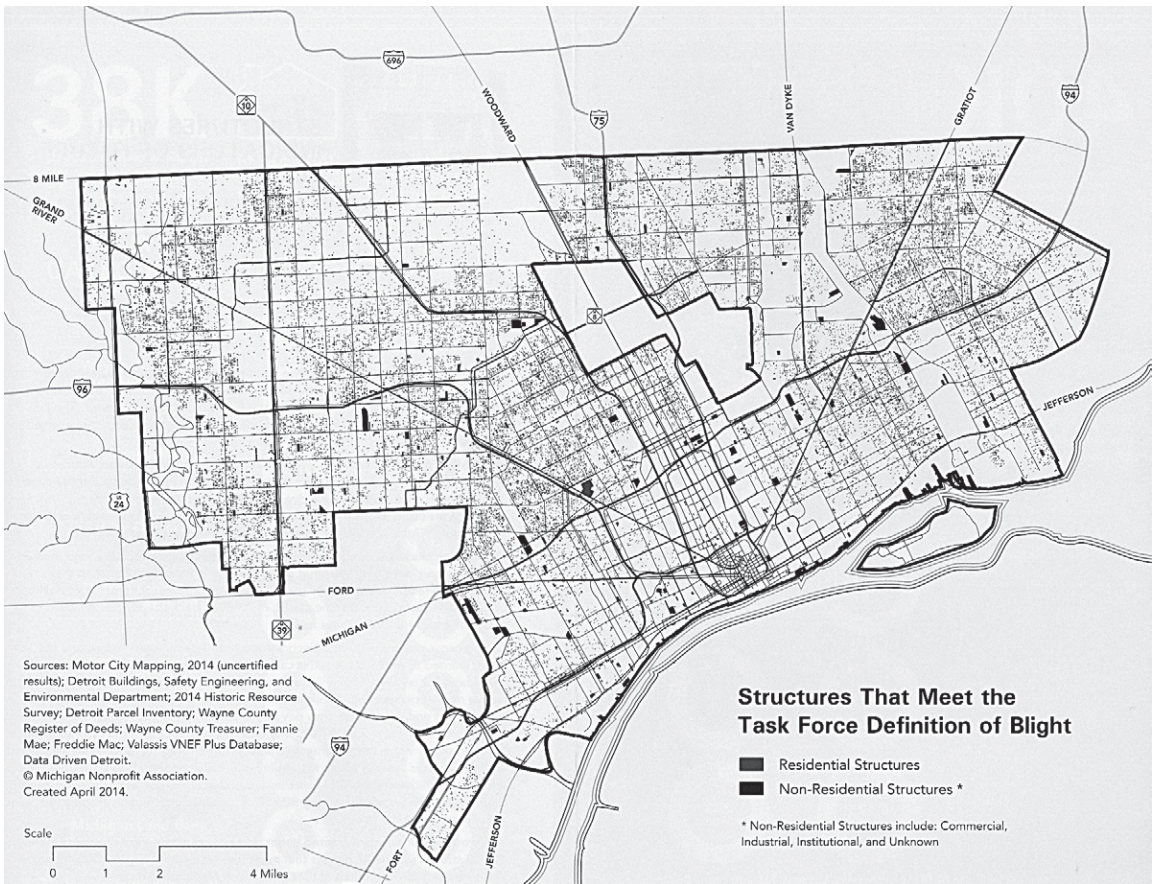 696
10
WOODWARD
75
VAN DYKE
GRATIOT
94
8 MILE
GRAND
RIVER
8
96
JEFFERSON
US
24
FORD
39
MICHIGAN
94
FORT
JEFFERSON
Sources: Motor City Mapping, 2014 (uncertified
results); Detroit Buildings, Safety Engineering, and
Environmental Department; 2014 Historic Resource
Survey; Detroit Parcel Inventory; Wayne County
Register of Deeds; Wayne County Treasurer; Fannie
Mae; Freddie Mac; Valassis VNEF Plus Database;
Data Driven Detroit.
© Michigan Nonprofit Association.
Created April 2014.
Scale
0 1 2 4 Miles
Structures That Meet the
Task Force Definition of Blight
Residential Structures
Non-Residential Structures *
* Non-Residential Structures include: Commercial,
Industrial, Institutional, and Unknown